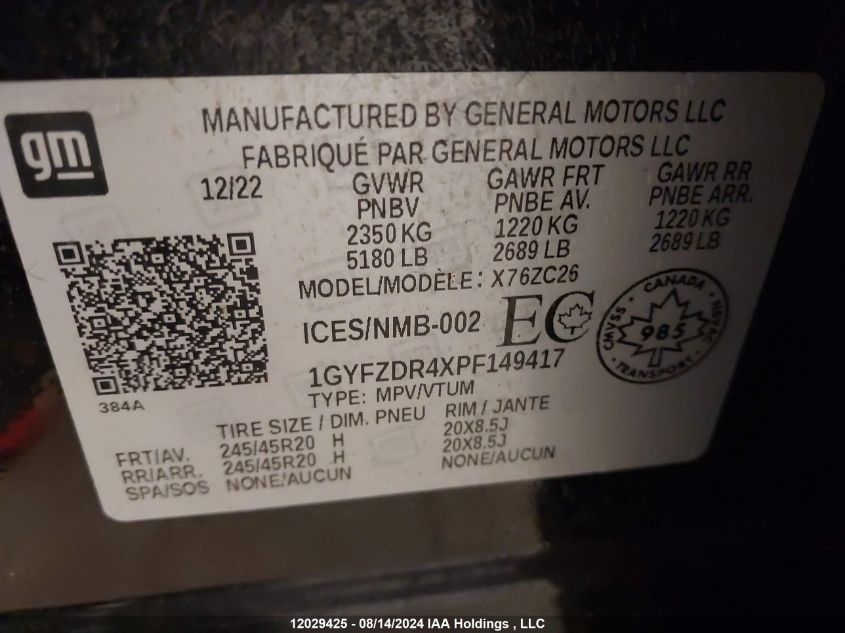 gm
MANUFACTURED BY GENERAL MOTORS LLC
FABRIQUÉ PAR GENERAL MOTORS LLC
12/22 GVWR GAWR FRT GAWR RR
PNBV PNBE AV. PNBE ARR.
2350 KG 1220 KG 1220 KG
5180 LB 2689 LB 2689 LB
MODEL/MODÈLE: X76ZC26
ICES/NMB-002 EC
CANADA
CMVSS 985 NSVAC
TRANSPORT
1GYFZDR4XPF149417
384A TYPE: MPV/VTUM
TIRE SIZE / DIM. PNEU RIM / JANTE
FRT/AV. 245/45R20 H 20X8.5J
RR/ARR. 245/45R20 H 20X8.5J
SPA/SOS NONE/AUCUN NONE/AUCUN
12029425 - 08/14/2024 IAA Holdings , LLC